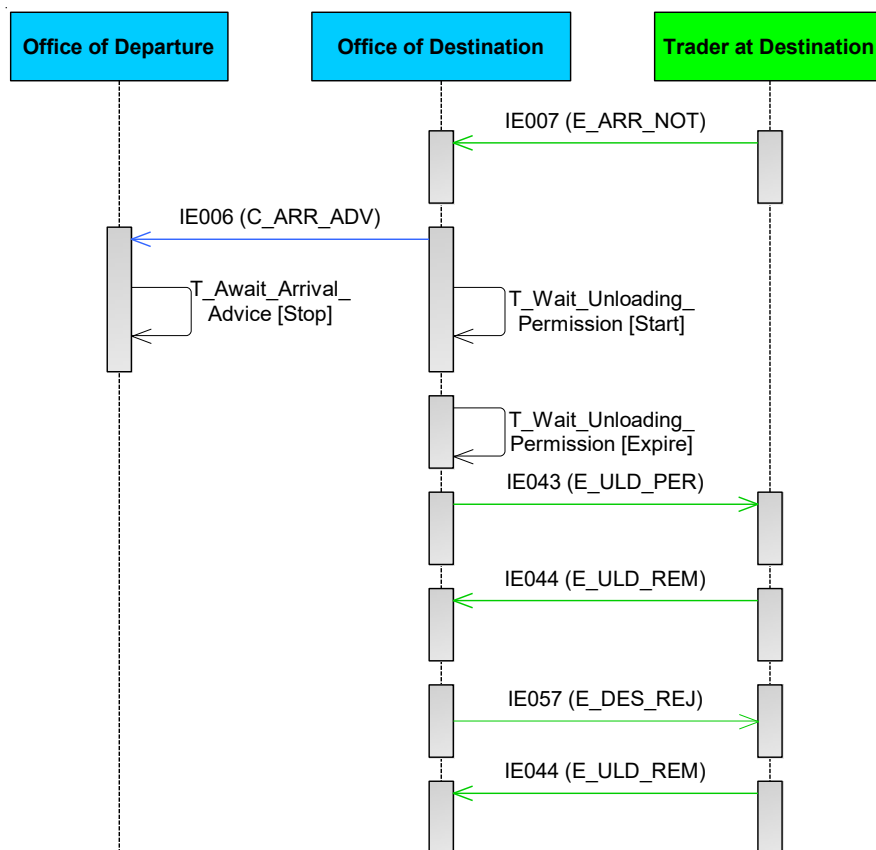 Office of Departure
Office of Destination
Trader at Destination
IE007 (E_ARR_NOT)
IE006 (C_ARR_ADV)
T_Await_Arrival_
Advice [Stop]
T_Wait_Unloading_
Permission [Start]
T_Wait_Unloading_
Permission [Expire]
IE043 (E_ULD_PER)
IE044 (E_ULD_REM)
IE057 (E_DES_REJ)
IE044 (E_ULD_REM)